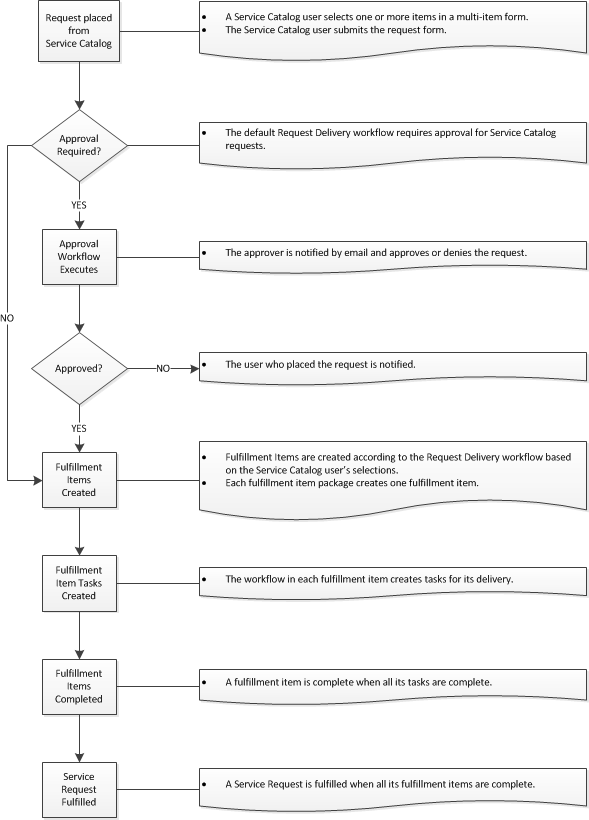 Request placed
from
Service Catalog
• A Service Catalog user selects one or more items in a multi-item form.
• The Service Catalog user submits the request form.
Approval
Required?
• The default Request Delivery workflow requires approval for Service Catalog
requests.
YES
Approval
Workflow
Executes
• The approver is notified by email and approves or denies the request.
NO
Approved?
NO
• The user who placed the request is notified.
YES
Fulfillment
Items
Created
• Fulfillment Items are created according to the Request Delivery workflow based
on the Service Catalog user's selections.
• Each fulfillment item package creates one fulfillment item.
Fulfillment
Item Tasks
Created
• The workflow in each fulfillment item creates tasks for its delivery.
Fulfillment
Items
Completed
• A fulfillment item is complete when all its tasks are complete.
Service
Request
Fulfilled
• A Service Request is fulfilled when all its fulfillment items are complete.